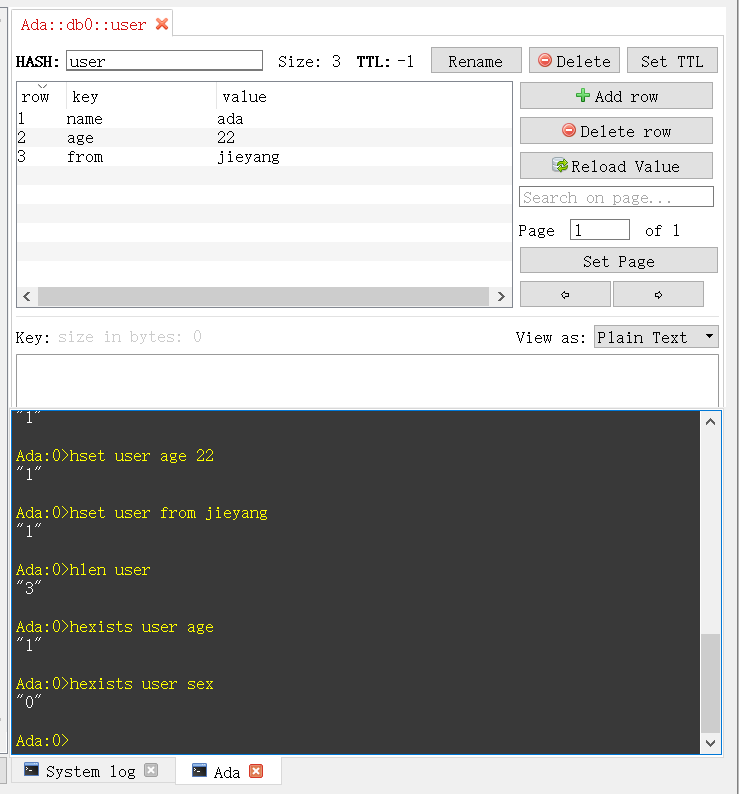 Ada::db0::user
HASH: user Size: 3 TTL: -1 Rename Delete Set TTL
row key value
1 name ada
2 age 22
3 from jieyang
Add row
Delete row
Reload Value
Search on page...
Page 1 of 1
Set Page
Key: size in bytes: 0 View as: Plain Text
"1"
Ada:0>hset user age 22
"1"
Ada:0>hset user from jieyang
"1"
Ada:0>hlen user
"3"
Ada:0>hexists user age
"1"
Ada:0>hexists user sex
"0"
Ada:0>
System log Ada